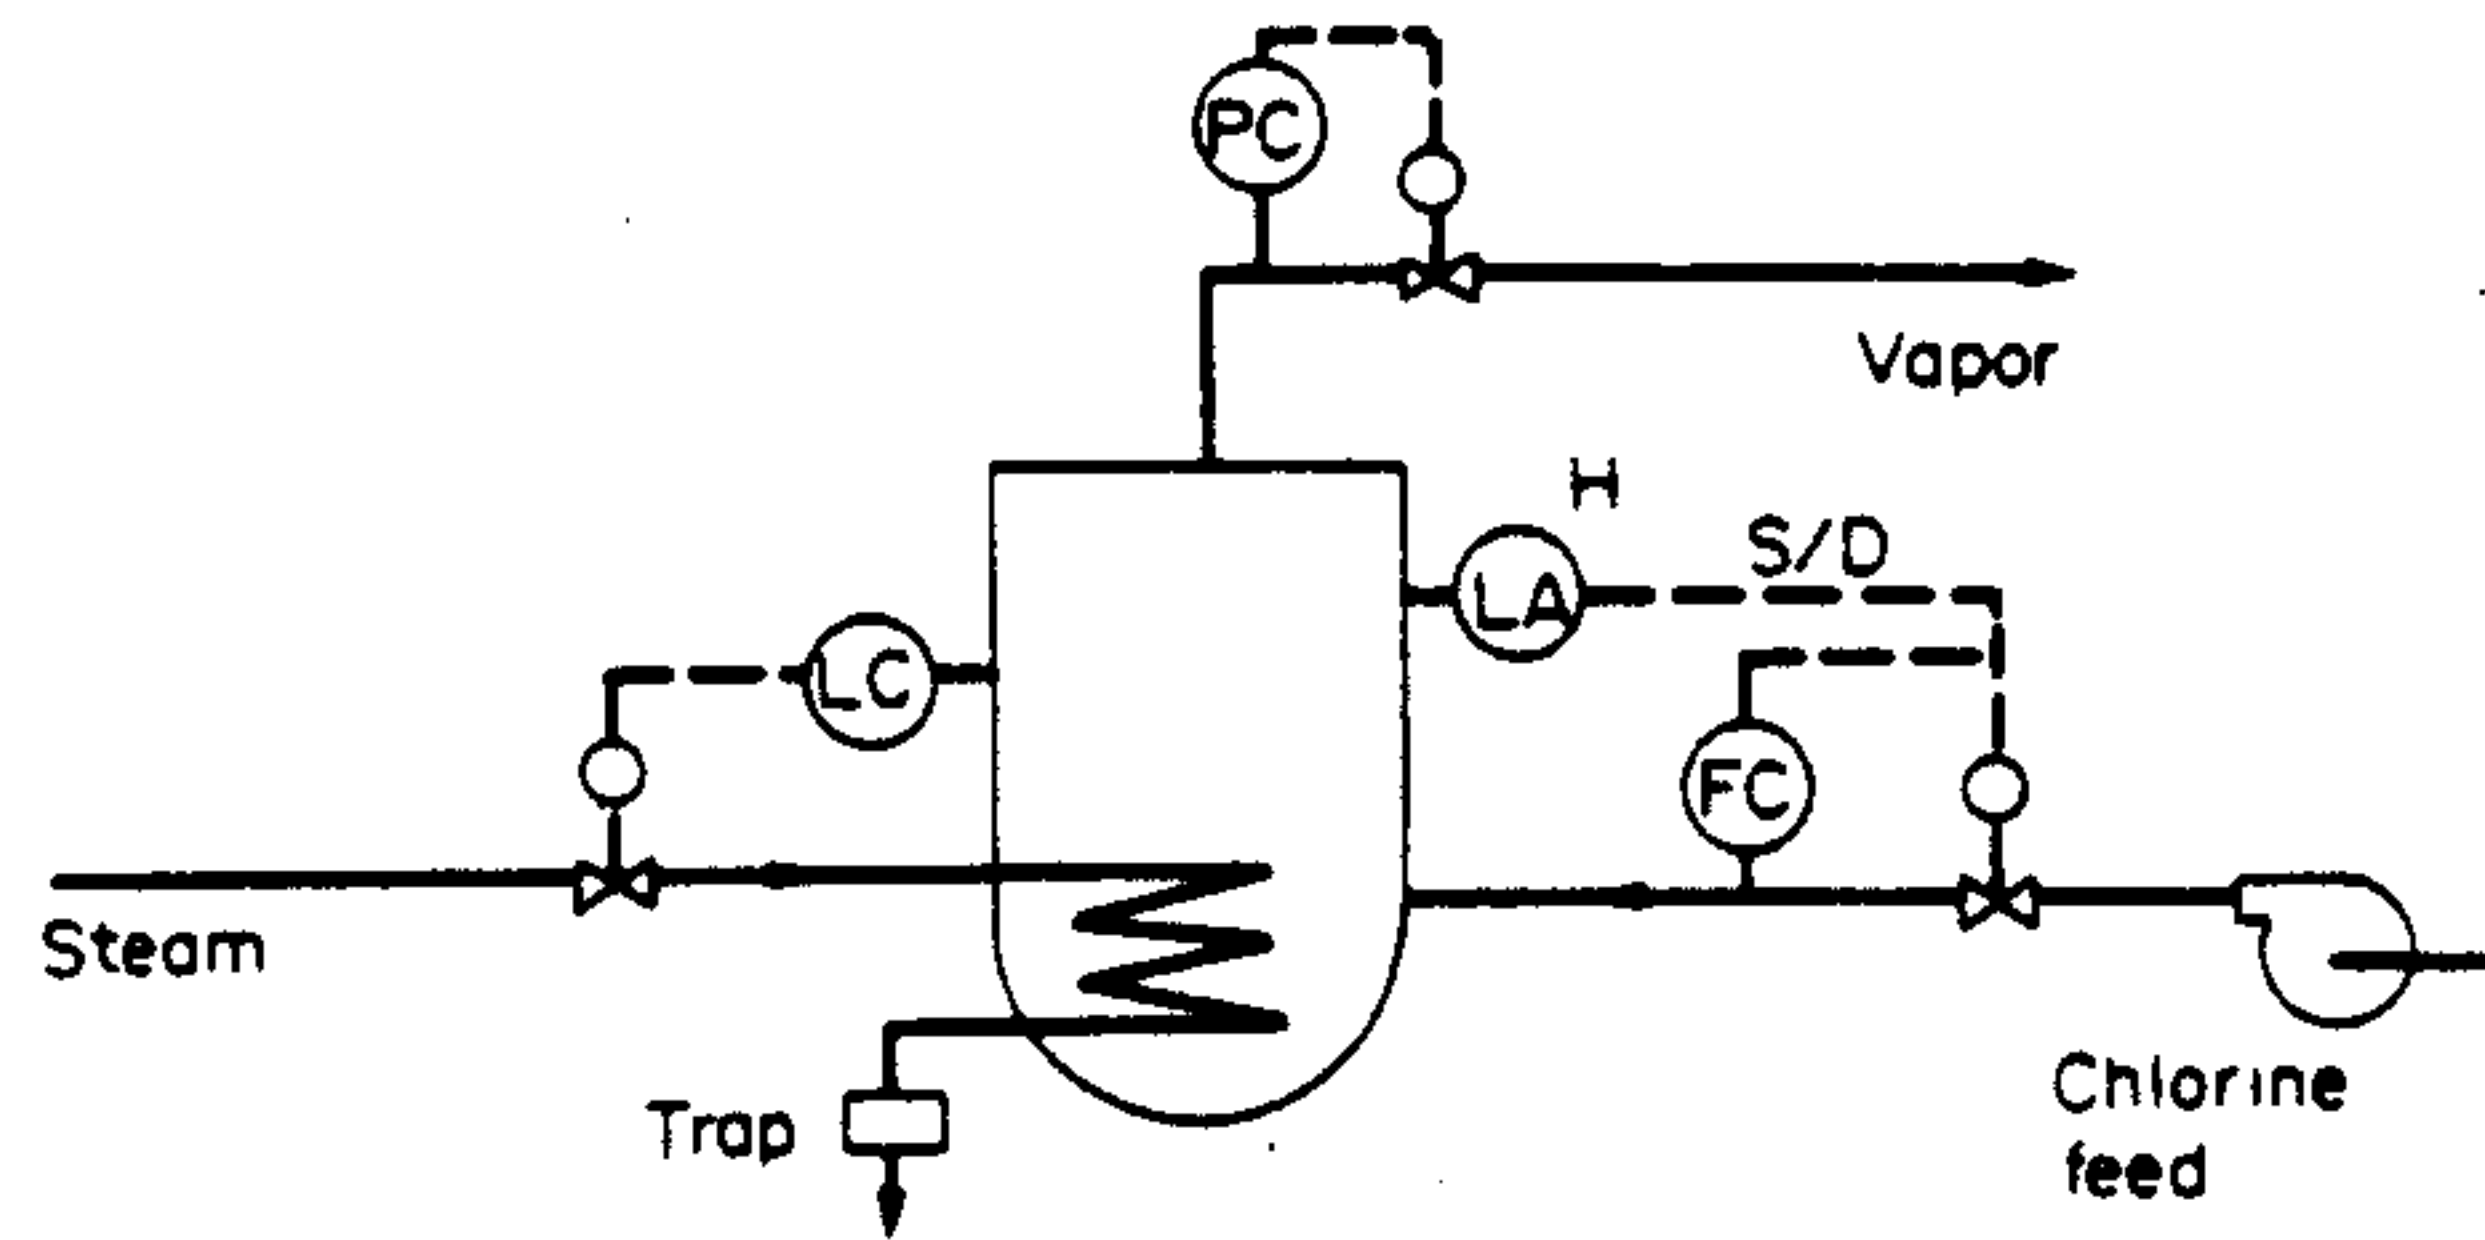 PC
Vapor
H
S/D
LA
LC
FC
Steam
Chlorine
feed
Trap